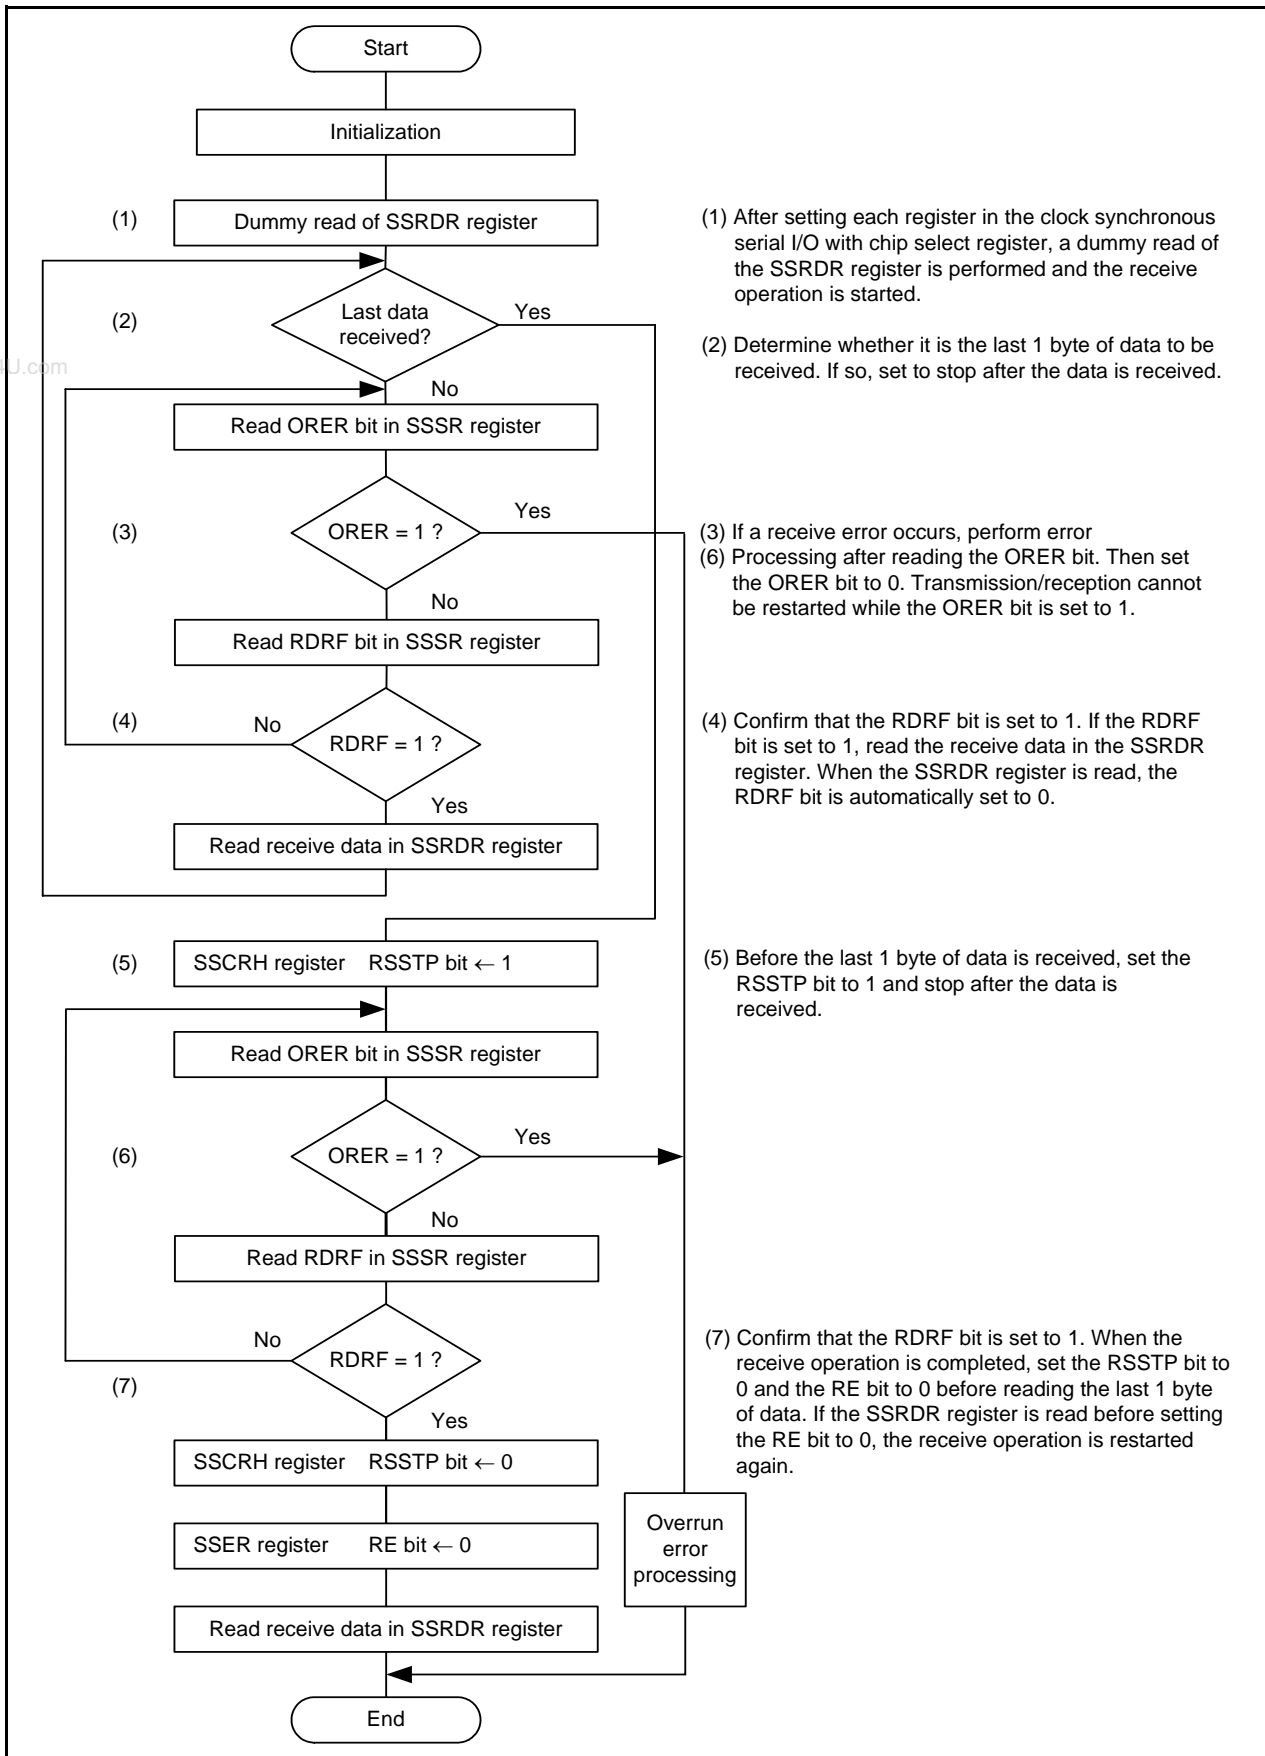 Start
Initialization
(1)
Dummy read of SSRDR register
(1) After setting each register in the clock synchronous
serial I/O with chip select register, a dummy read of
the SSRDR register is performed and the receive
operation is started.
(2)
Last data
received?
Yes
No
(2) Determine whether it is the last 1 byte of data to be
received. If so, set to stop after the data is received.
U.com
Read ORER bit in SSSR register
(3)
ORER = 1 ?
Yes
No
(3) If a receive error occurs, perform error
(6) Processing after reading the ORER bit. Then set
the ORER bit to 0. Transmission/reception cannot
be restarted while the ORER bit is set to 1.
Read RDRF bit in SSSR register
(4)
No
RDRF = 1 ?
Yes
(4) Confirm that the RDRF bit is set to 1. If the RDRF
bit is set to 1, read the receive data in the SSRDR
register. When the SSRDR register is read, the
RDRF bit is automatically set to 0.
Read receive data in SSRDR register
(5)
SSCRH register RSSTP bit ← 1
(5) Before the last 1 byte of data is received, set the
RSSTP bit to 1 and stop after the data is
received.
Read ORER bit in SSSR register
(6)
ORER = 1 ?
Yes
No
Read RDRF in SSSR register
No
RDRF = 1 ?
(7)
Yes
(7) Confirm that the RDRF bit is set to 1. When the
receive operation is completed, set the RSSTP bit to
0 and the RE bit to 0 before reading the last 1 byte
of data. If the SSRDR register is read before setting
the RE bit to 0, the receive operation is restarted
again.
SSCRH register RSSTP bit ← 0
SSER register RE bit ← 0
Overrun
error
processing
Read receive data in SSRDR register
End